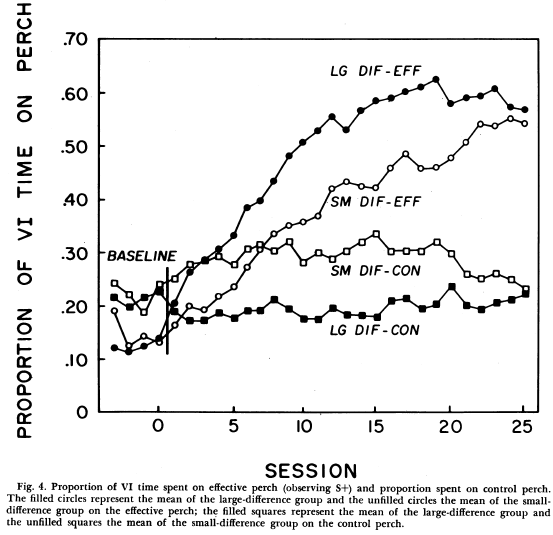 PROPORTION OF VI TIME ON PERCH
.70
.60
.50
.40
.30
.20
.10
0
LG DIF-EFF
SM DIF-EFF
BASELINE
SM DIF-CON
LG DIF-CON
0 5 10 15 20 25
SESSION
Fig. 4. Proportion of VI time spent on effective perch (observing S+) and proportion spent on control perch.
The filled circles represent the mean of the large-difference group and the unfilled circles the mean of the small-
difference group on the effective perch; the filled squares represent the mean of the large-difference group and
the unfilled squares the mean of the small-difference group on the control perch.